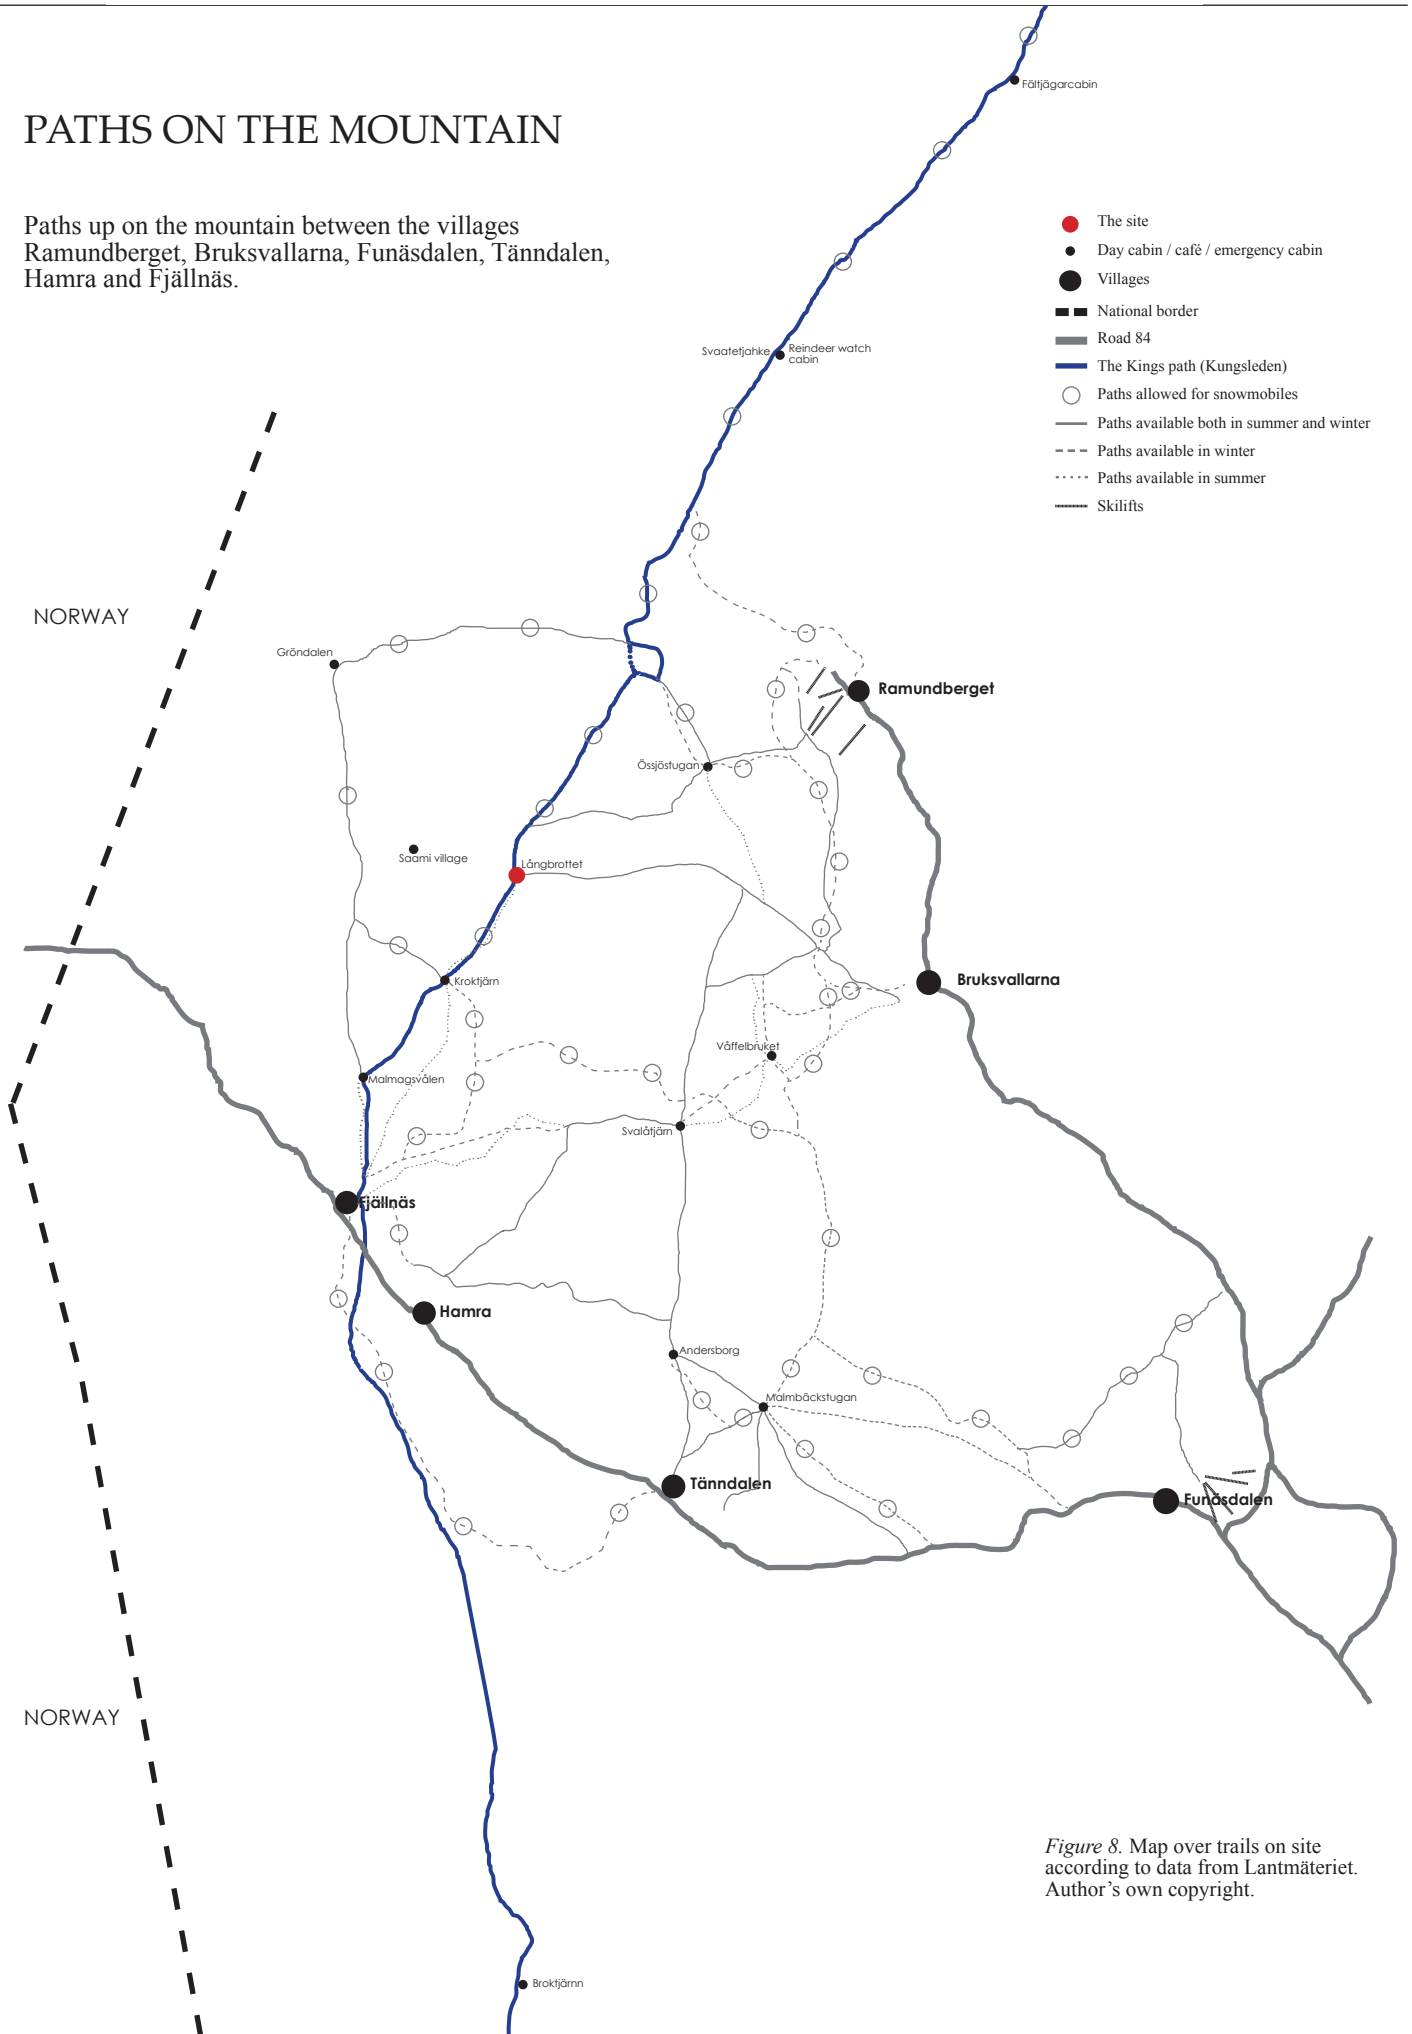 PATHS ON THE MOUNTAIN
Paths up on the mountain between the villages
Ramundberget, Bruksvallarna, Funäsdalen, Tänndalen,
Hamra and Fjällnäs.
Fältjägarcabin
The site
Day cabin / café / emergency cabin
Villages
National border
Road 84
The Kings path (Kungsleden)
Paths allowed for snowmobiles
Paths available both in summer and winter
Paths available in winter
Paths available in summer
Skilifts
Svaatetjahke
Reindeer watch
cabin
NORWAY
Gröndalen
Ramundberget
Össjöstugan
Saami village
Långbrottet
Kroktjärn
Bruksvallarna
Våffelbruket
Malmagsvålen
Svalåtjärn
Fjällnäs
Hamra
Andersborg
Malmbäckstugan
Tänndalen
Funäsdalen
NORWAY
Figure 8. Map over trails on site
according to data from Lantmäteriet.
Author's own copyright.
Broktjärnn